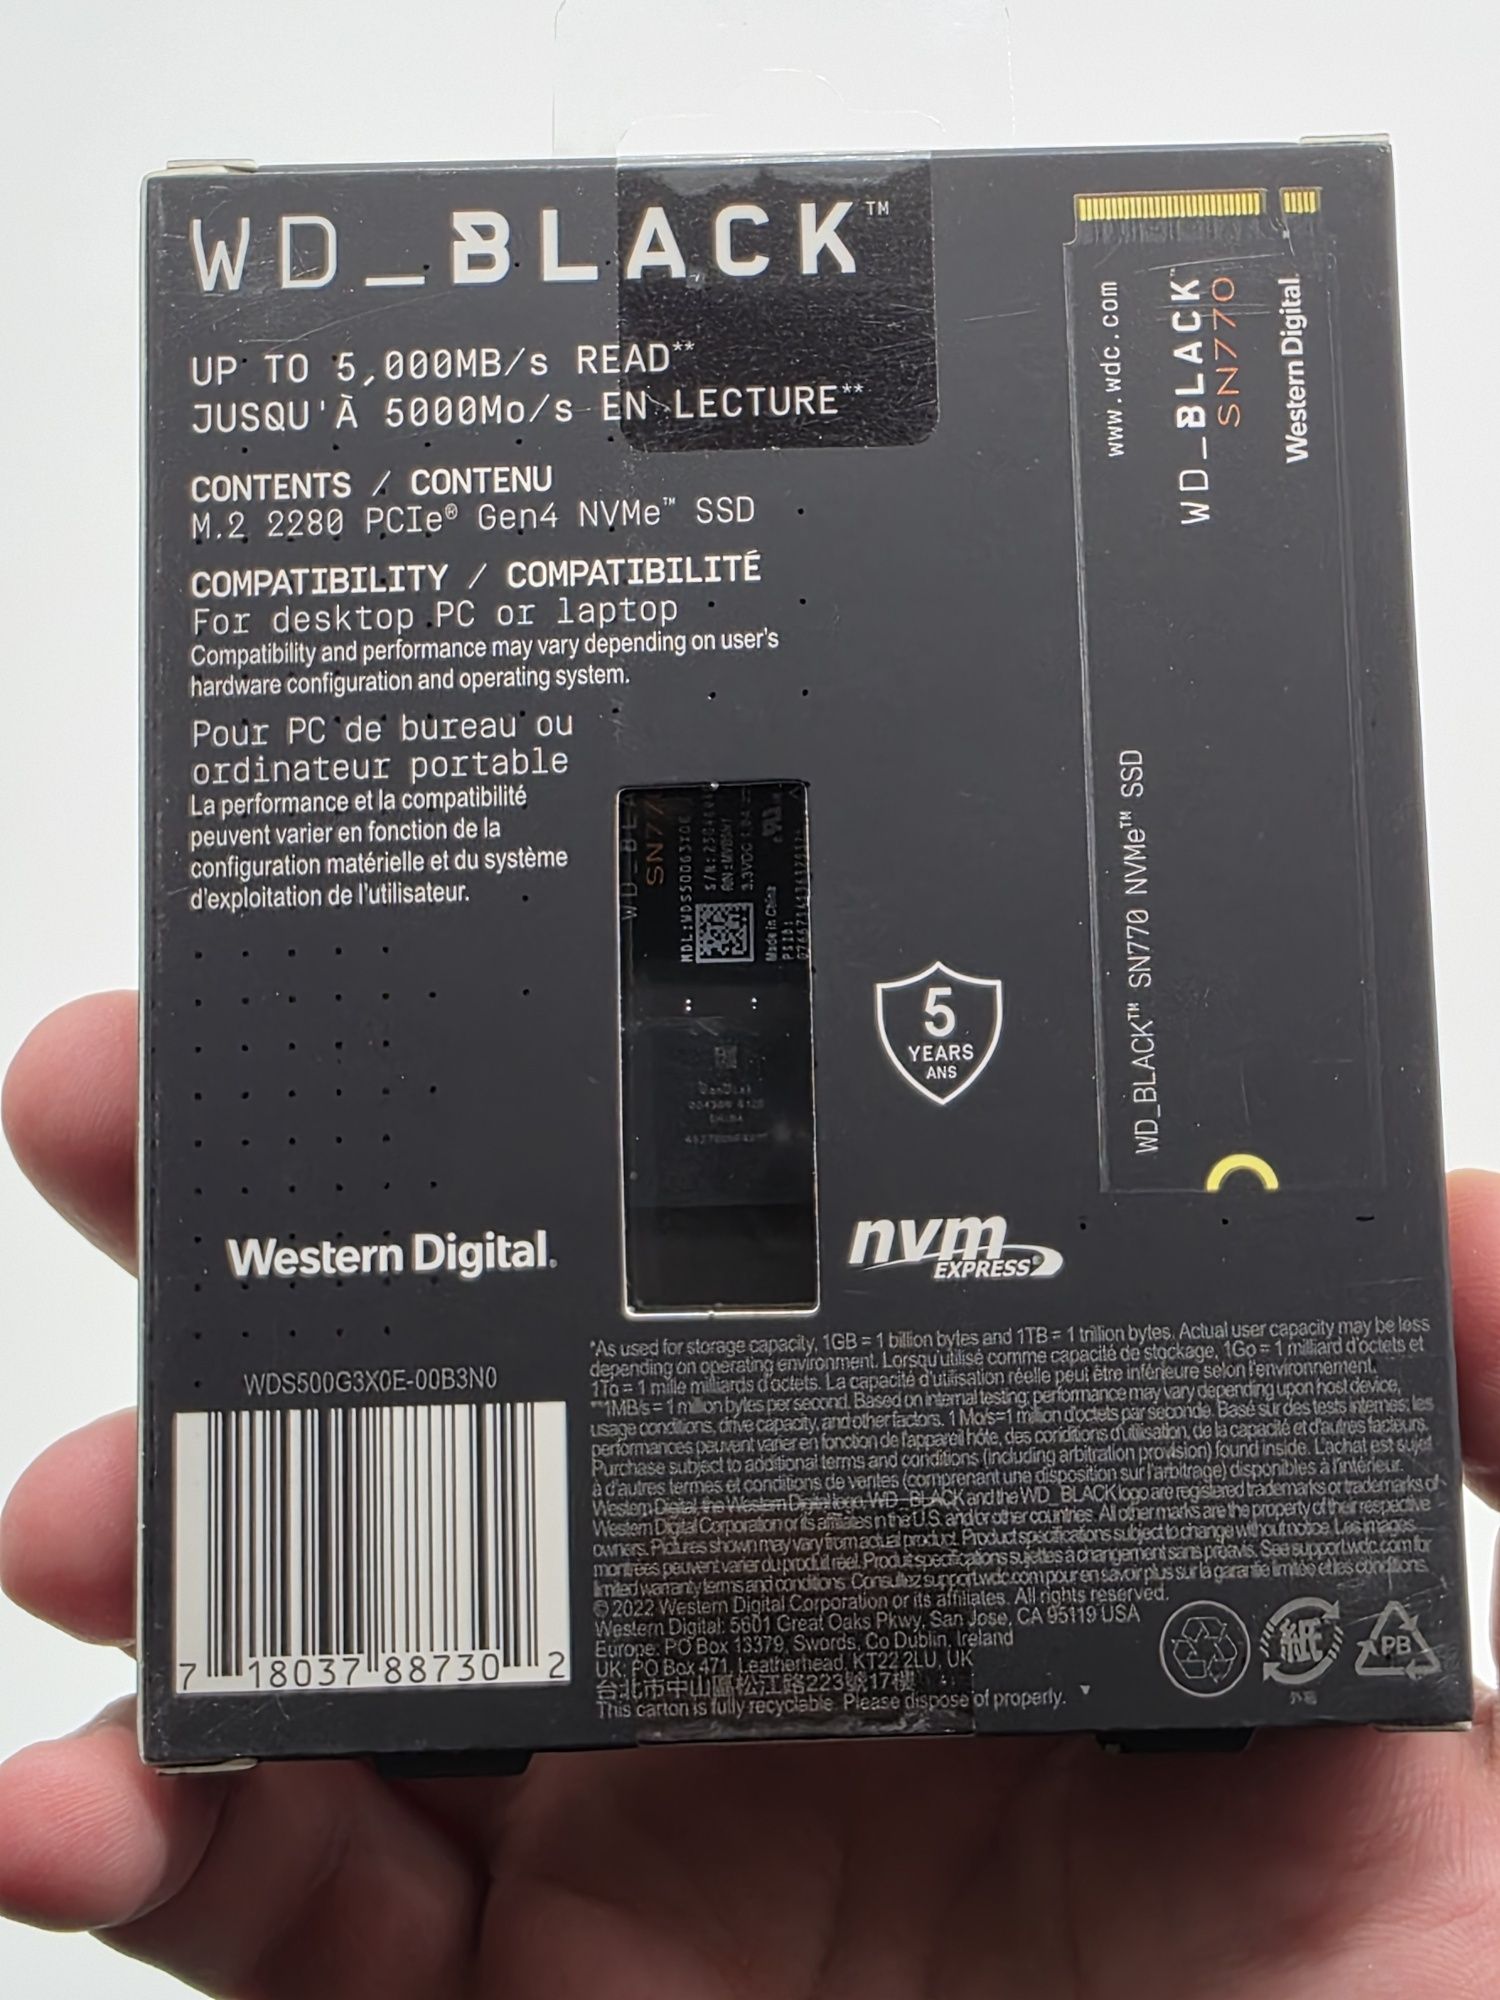 WD_BLACK™
UP TO 5,000MB/s READ**
JUSQU'À 5000Mo/s EN LECTURE**
CONTENTS / CONTENU
M.2 2280 PCIe® Gen4 NVMe™ SSD
COMPATIBILITY / COMPATIBILITÉ
For desktop PC or laptop
Compatibility and performance may vary depending on user's
hardware configuration and operating system.
Pour PC de bureau ou
ordinateur portable
La performance et la compatibilité
peuvent varier en fonction de la
configuration matérielle et du système
d'exploitation de l'utilisateur.
www.wdc.com
WD_BLACK™
SN770
Western Digital.
WD_BLACK™ SN770 NVMe™ SSD
Made in China
5
YEARS
ANS
Western Digital.
nvm
EXPRESS®
WDS500G3X0E-00B3N0
7 18037 88730 2
*As used for storage capacity, 1GB = 1 billion bytes and 1TB = 1 trillion bytes. Actual user capacity may be less
depending on operating environment. Lorsqu'utilisé comme capacité de stockage, 1Go = 1 milliard d'octets et
1To = 1 mille milliards d'octets. La capacité d'utilisation réelle peut être inférieure selon l'environnement.
**1MB/s = 1 million bytes per second. Based on internal testing; performance may vary depending upon host device,
usage conditions, drive capacity, and other factors. 1 Mo/s=1 million d'octets par seconde. Basé sur des tests internes; les
performances peuvent varier en fonction de l'appareil hôte, des conditions d'utilisation, de la capacité et d'autres facteurs.
Purchase subject to additional terms and conditions (including arbitration provision) found inside. L'achat est sujet
à d'autres termes et conditions de ventes (comprenant une disposition sur l'arbitrage) disponibles à l'intérieur.
Western Digital, the Western Digital logo, WD_BLACK and the WD_BLACK logo are registered trademarks or trademarks of
Western Digital Corporation or its affiliates in the U.S. and/or other countries. All other marks are the property of their respective
owners. Pictures shown may vary from actual product. Product specifications subject to change without notice. Les images
montrées peuvent varier du produit réel. Produit specifications sujettes à changement sans préavis. See support.wdc.com for
limited warranty terms and conditions. Consultez support.wdc.com pour en savoir plus sur la garantie limitée et les conditions.
© 2022 Western Digital Corporation or its affiliates. All rights reserved.
Western Digital: 5601 Great Oaks Pkwy, San Jose, CA 95119 USA
Europe: PO Box 13379, Swords, Co Dublin, Ireland
UK: PO Box 471, Leatherhead, KT22 2LU, UK
台北市中山區松江路223號17樓
This carton is fully recyclable. Please dispose of properly.
紙
PB